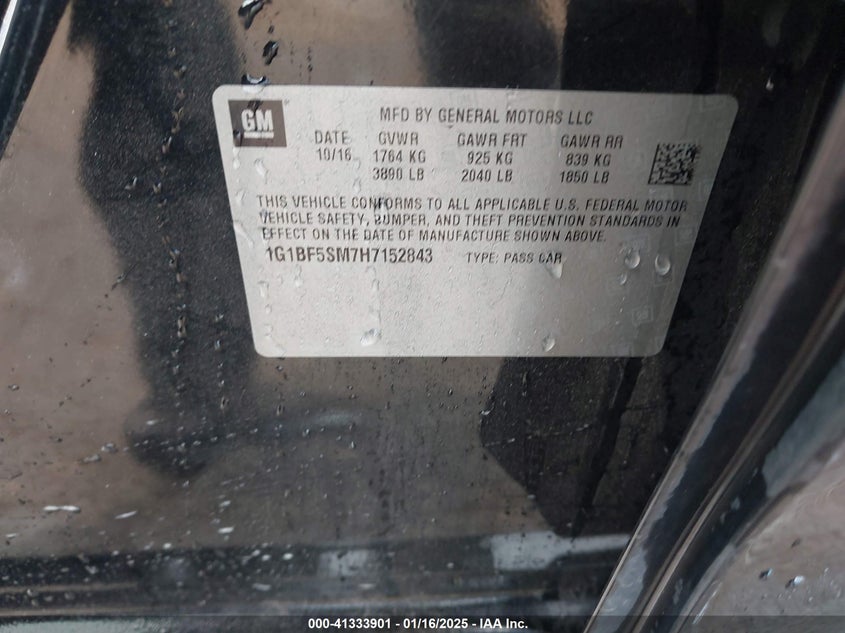 GM
MFD BY GENERAL MOTORS LLC
DATE GVWR GAWR FRT GAWR RR
10/16 1764 KG 925 KG 839 KG
3890 LB 2040 LB 1850 LB
THIS VEHICLE CONFORMS TO ALL APPLICABLE U.S. FEDERAL MOTOR
VEHICLE SAFETY, BUMPER, AND THEFT PREVENTION STANDARDS IN
EFFECT ON THE DATE OF MANUFACTURE SHOWN ABOVE.
1G1BF5SM7H7152843 TYPE: PASS CAR
000-41333901 - 01/16/2025 - IAA Inc.